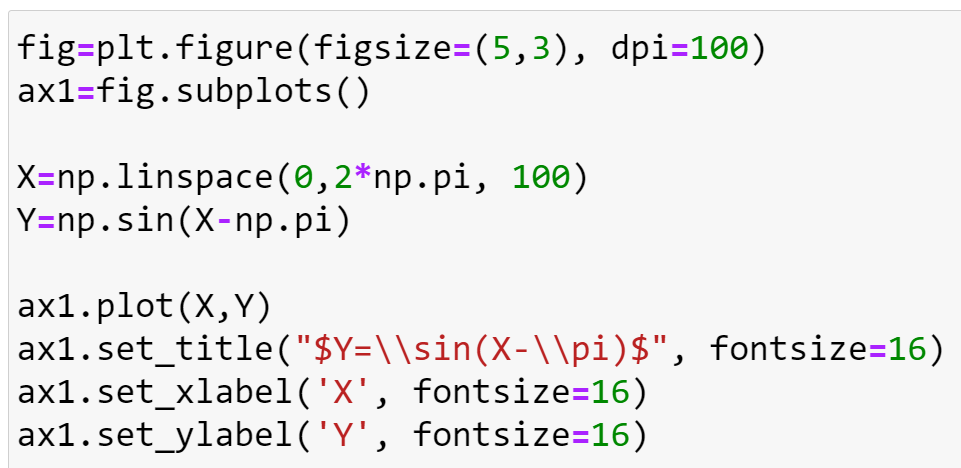 fig=plt.figure(figsize=(5,3), dpi=100)
ax1=fig.subplots()
X=np.linspace(0,2*np.pi, 100)
Y=np.sin(X-np.pi)
ax1.plot(X,Y)
ax1.set_title("$Y=\\sin(X-\\pi)$", fontsize=16)
ax1.set_xlabel('X', fontsize=16)
ax1.set_ylabel('Y', fontsize=16)